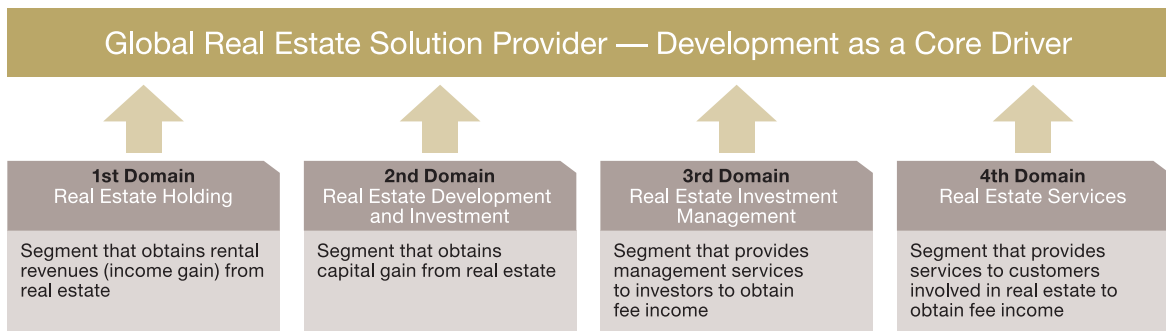 Global Real Estate Solution Provider — Development as a Core Driver
1st Domain
Real Estate Holding
Segment that obtains rental
revenues (income gain) from
real estate
2nd Domain
Real Estate Development
and Investment
Segment that obtains
capital gain from real estate
3rd Domain
Real Estate Investment
Management
Segment that provides
management services
to investors to obtain
fee income
4th Domain
Real Estate Services
Segment that provides
services to customers
involved in real estate to
obtain fee income